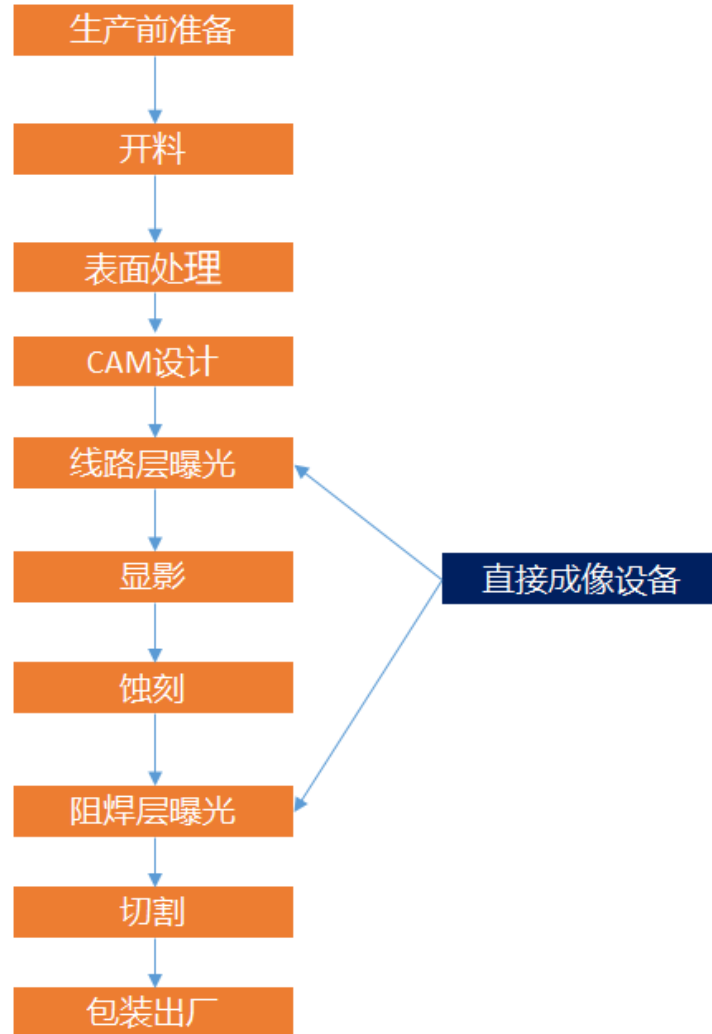 生产前准备
开料
表面处理
CAM设计
线路层曝光
显影
直接成像设备
蚀刻
阻焊层曝光
切割
包装出厂